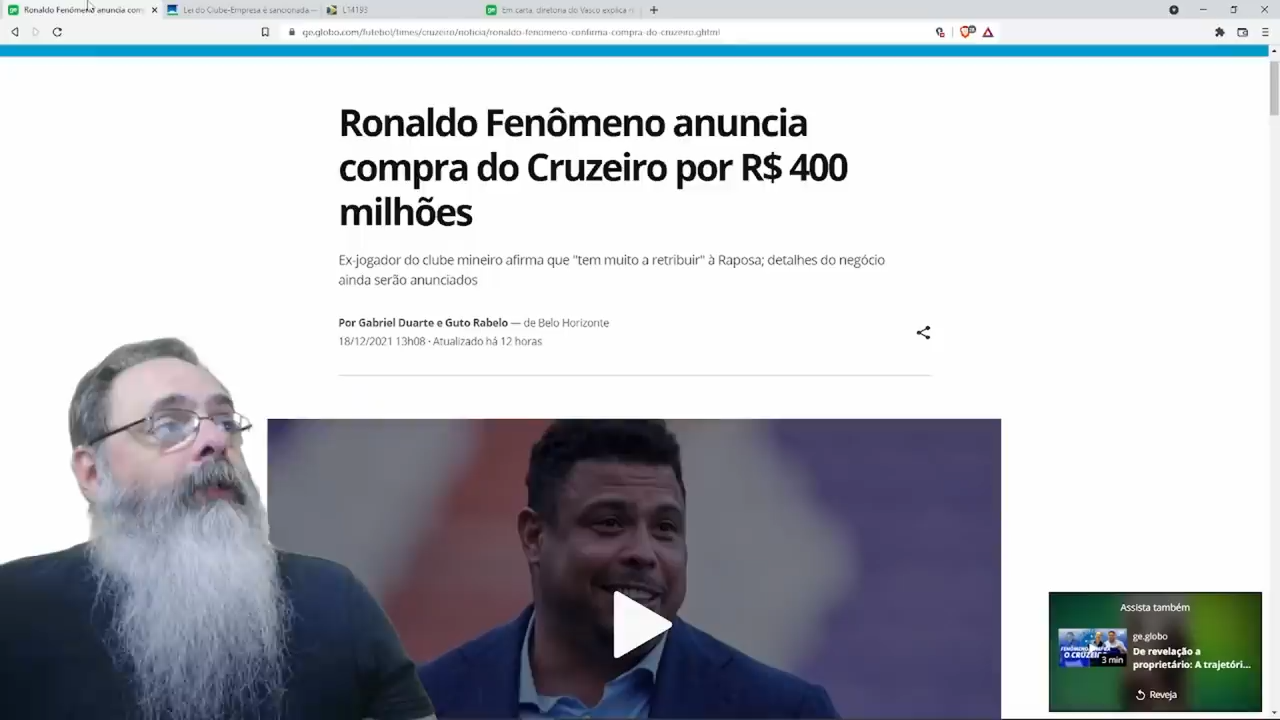 Ronaldo Fenômeno anuncia com
Lei do Clube-Empresa é sancionada
L14193
Em carta, diretoria do Vasco explica n
ge.globo.com/futebol/times/cruzeiro/noticia/ronaldo-fenomeno-confirma-compra-do-cruzeiro.ghtml
Ronaldo Fenômeno anuncia
compra do Cruzeiro por R$ 400
milhões
Ex-jogador do clube mineiro afirma que "tem muito a retribuir" à Raposa; detalhes do negócio
ainda serão anunciados
Por Gabriel Duarte e Guto Rabelo — de Belo Horizonte
18/12/2021 13h08 · Atualizado há 12 horas
Assista também
ge.globo
De revelação a
proprietário: A trajetóri...
FENÔMENO COMPRA
O CRUZEIR
3 min
Reveja